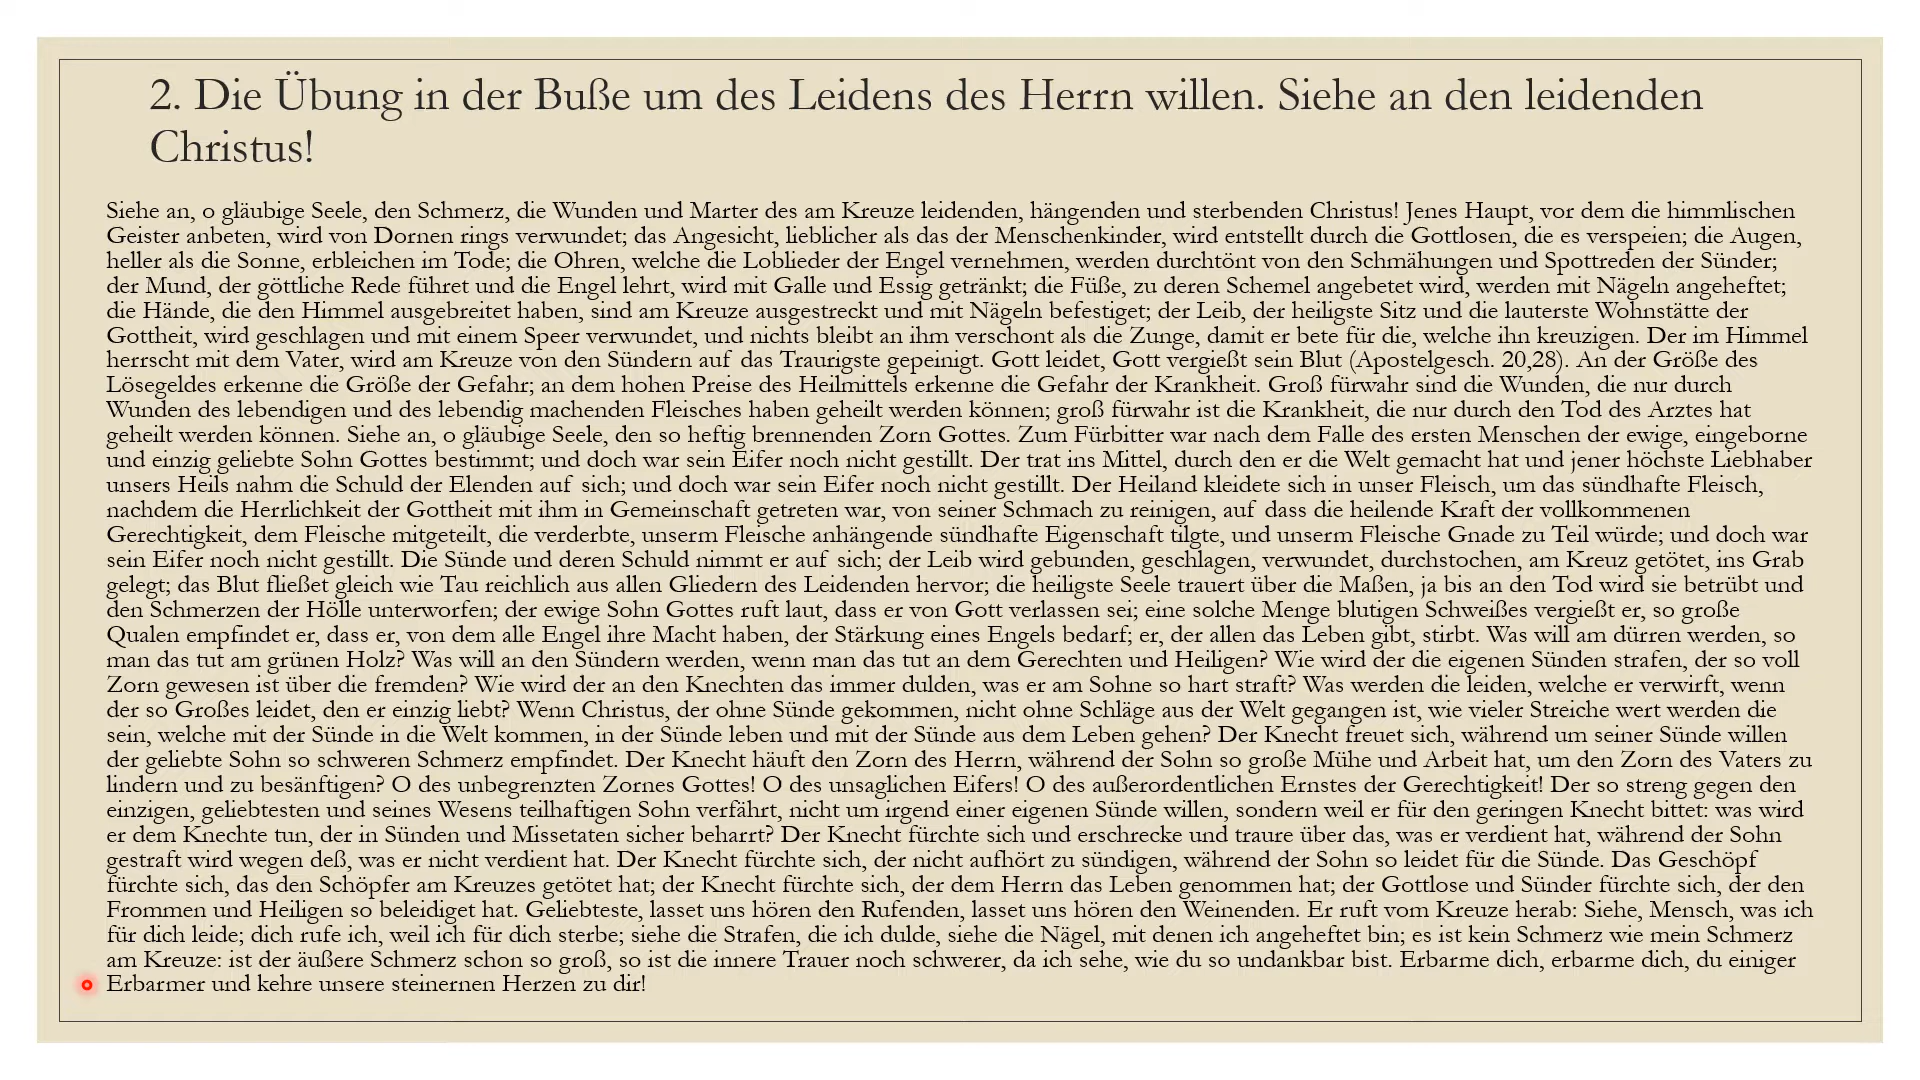 2. Die Übung in der Buße um des Leidens des Herrn willen. Siehe an den leidenden
Christus!
Siehe an, o gläubige Seele, den Schmerz, die Wunden und Marter des am Kreuze leidenden, hängenden und sterbenden Christus! Jenes Haupt, vor dem die himmlischen
Geister anbeten, wird von Dornen rings verwundet; das Angesicht, lieblicher als das der Menschenkinder, wird entstellt durch die Gottlosen, die es verspeien; die Augen,
heller als die Sonne, erbleichen im Tode; die Ohren, welche die Loblieder der Engel vernehmen, werden durchtönt von den Schmähungen und Spottreden der Sünder;
der Mund, der göttliche Rede führet und die Engel lehrt, wird mit Galle und Essig getränkt; die Füße, zu deren Schemel angebetet wird, werden mit Nägeln angeheftet;
die Hände, die den Himmel ausgebreitet haben, sind am Kreuze ausgestreckt und mit Nägeln befestiget; der Leib, der heiligste Sitz und die lauterste Wohnstätte der
Gottheit, wird geschlagen und mit einem Speer verwundet, und nichts bleibt an ihm verschont als die Zunge, damit er bete für die, welche ihn kreuzigen. Der im Himmel
herrscht mit dem Vater, wird am Kreuze von den Sündern auf das Traurigste gepeinigt. Gott leidet, Gott vergießt sein Blut (Apostelgesch. 20,28). An der Größe des
Lösegeldes erkenne die Größe der Gefahr; an dem hohen Preise des Heilmittels erkenne die Gefahr der Krankheit. Groß fürwahr sind die Wunden, die nur durch
Wunden des lebendigen und des lebendig machenden Fleisches haben geheilt werden können; groß fürwahr ist die Krankheit, die nur durch den Tod des Arztes hat
geheilt werden können. Siehe an, o gläubige Seele, den so heftig brennenden Zorn Gottes. Zum Fürbitter war nach dem Falle des ersten Menschen der ewige, eingeborne
und einzig geliebte Sohn Gottes bestimmt; und doch war sein Eifer noch nicht gestillt. Der trat ins Mittel, durch den er die Welt gemacht hat und jener höchste Liebhaber
unsers Heils nahm die Schuld der Elenden auf sich; und doch war sein Eifer noch nicht gestillt. Der Heiland kleidete sich in unser Fleisch, um das sündhafte Fleisch,
nachdem die Herrlichkeit der Gottheit mit ihm in Gemeinschaft getreten war, von seiner Schmach zu reinigen, auf dass die heilende Kraft der vollkommenen
Gerechtigkeit, dem Fleische mitgeteilt, die verderbte, unserm Fleische anhängende sündhafte Eigenschaft tilgte, und unserm Fleische Gnade zu Teil würde; und doch war
sein Eifer noch nicht gestillt. Die Sünde und deren Schuld nimmt er auf sich; der Leib wird gebunden, geschlagen, verwundet, durchstochen, am Kreuz getötet, ins Grab
gelegt; das Blut fließet gleich wie Tau reichlich aus allen Gliedern des Leidenden hervor; die heiligste Seele trauert über die Maßen, ja bis an den Tod wird sie betrübt und
den Schmerzen der Hölle unterworfen; der ewige Sohn Gottes ruft laut, dass er von Gott verlassen sei; eine solche Menge blutigen Schweißes vergießt er, so große
Qualen empfindet er, dass er, von dem alle Engel ihre Macht haben, der Stärkung eines Engels bedarf; er, der allen das Leben gibt, stirbt. Was will am dürren werden, so
man das tut am grünen Holz? Was will an den Sündern werden, wenn man das tut an dem Gerechten und Heiligen? Wie wird der die eigenen Sünden strafen, der so voll
Zorn gewesen ist über die fremden? Wie wird der an den Knechten das immer dulden, was er am Sohne so hart straft? Was werden die leiden, welche er verwirft, wenn
der so Großes leidet, den er einzig liebt? Wenn Christus, der ohne Sünde gekommen, nicht ohne Schläge aus der Welt gegangen ist, wie vieler Streiche wert werden die
sein, welche mit der Sünde in die Welt kommen, in der Sünde leben und mit der Sünde aus dem Leben gehen? Der Knecht freuet sich, während um seiner Sünde willen
der geliebte Sohn so schweren Schmerz empfindet. Der Knecht häuft den Zorn des Herrn, während der Sohn so große Mühe und Arbeit hat, um den Zorn des Vaters zu
lindern und zu besänftigen? O des unbegrenzten Zornes Gottes! O des unsaglichen Eifers! O des außerordentlichen Ernstes der Gerechtigkeit! Der so streng gegen den
einzigen, geliebtesten und seines Wesens teilhaftigen Sohn verfährt, nicht um irgend einer eigenen Sünde willen, sondern weil er für den geringen Knecht bittet: was wird
er dem Knechte tun, der in Sünden und Missetaten sicher beharrt? Der Knecht fürchte sich und erschrecke und traure über das, was er verdient hat, während der Sohn
gestraft wird wegen deß, was er nicht verdient hat. Der Knecht fürchte sich, der nicht aufhört zu sündigen, während der Sohn so leidet für die Sünde. Das Geschöpf
fürchte sich, das den Schöpfer am Kreuzes getötet hat; der Knecht fürchte sich, der dem Herrn das Leben genommen hat; der Gottlose und Sünder fürchte sich, der den
Frommen und Heiligen so beleidiget hat. Geliebteste, lasset uns hören den Rufenden, lasset uns hören den Weinenden. Er ruft vom Kreuze herab: Siehe, Mensch, was ich
für dich leide; dich rufe ich, weil ich für dich sterbe; siehe die Strafen, die ich dulde, siehe die Nägel, mit denen ich angeheftet bin; es ist kein Schmerz wie mein Schmerz
am Kreuze: ist der äußere Schmerz schon so groß, so ist die innere Trauer noch schwerer, da ich sehe, wie du so undankbar bist. Erbarme dich, erbarme dich, du einiger
Erbarmer und kehre unsere steinernen Herzen zu dir!